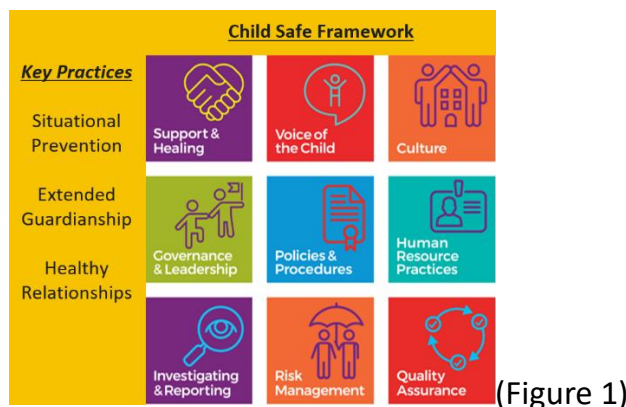 Child Safe Framework
Key Practices
Situational
Prevention
Extended
Guardianship
Healthy
Relationships
Support &
Healing
Voice of
the Child
Culture
Governance
& Leadership
Policies &
Procedures
Human
Resource
Practices
Investigating
& Reporting
Risk
Management
Quality
Assurance
(Figure 1)